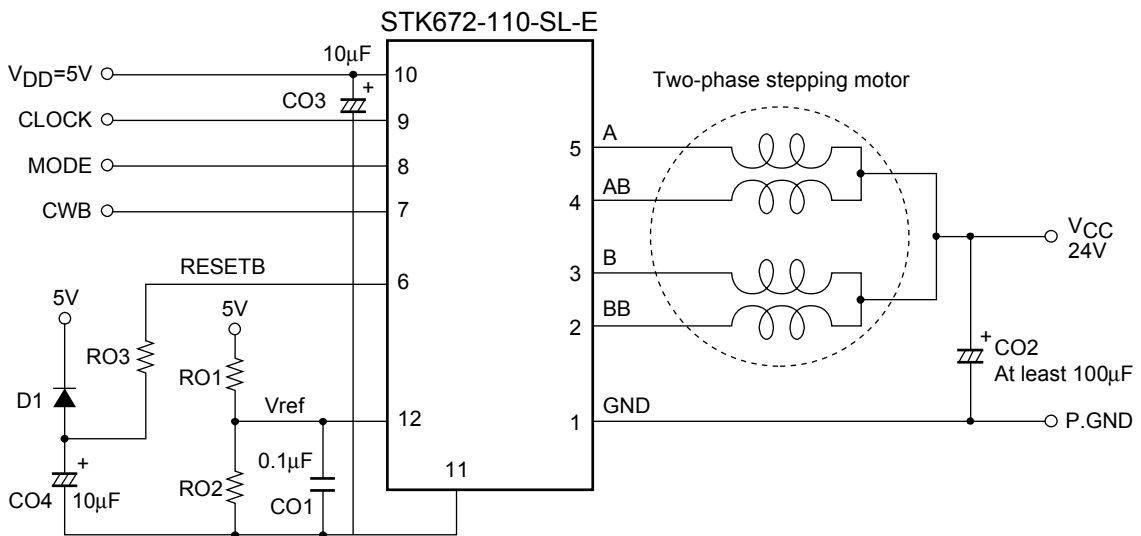 STK672-110-SL-E
10μF
VDD=5V
10
CO3
+
CLOCK
9
MODE
8
CWB
7
RESETB
6
5V
RO3
D1
+
CO4
10μF
5V
RO1
Vref
12
RO2
0.1μF
CO1
11
Two-phase stepping motor
5
A
4
AB
3
B
2
BB
1
GND
VCC
24V
+
CO2
At least 100μF
P.GND